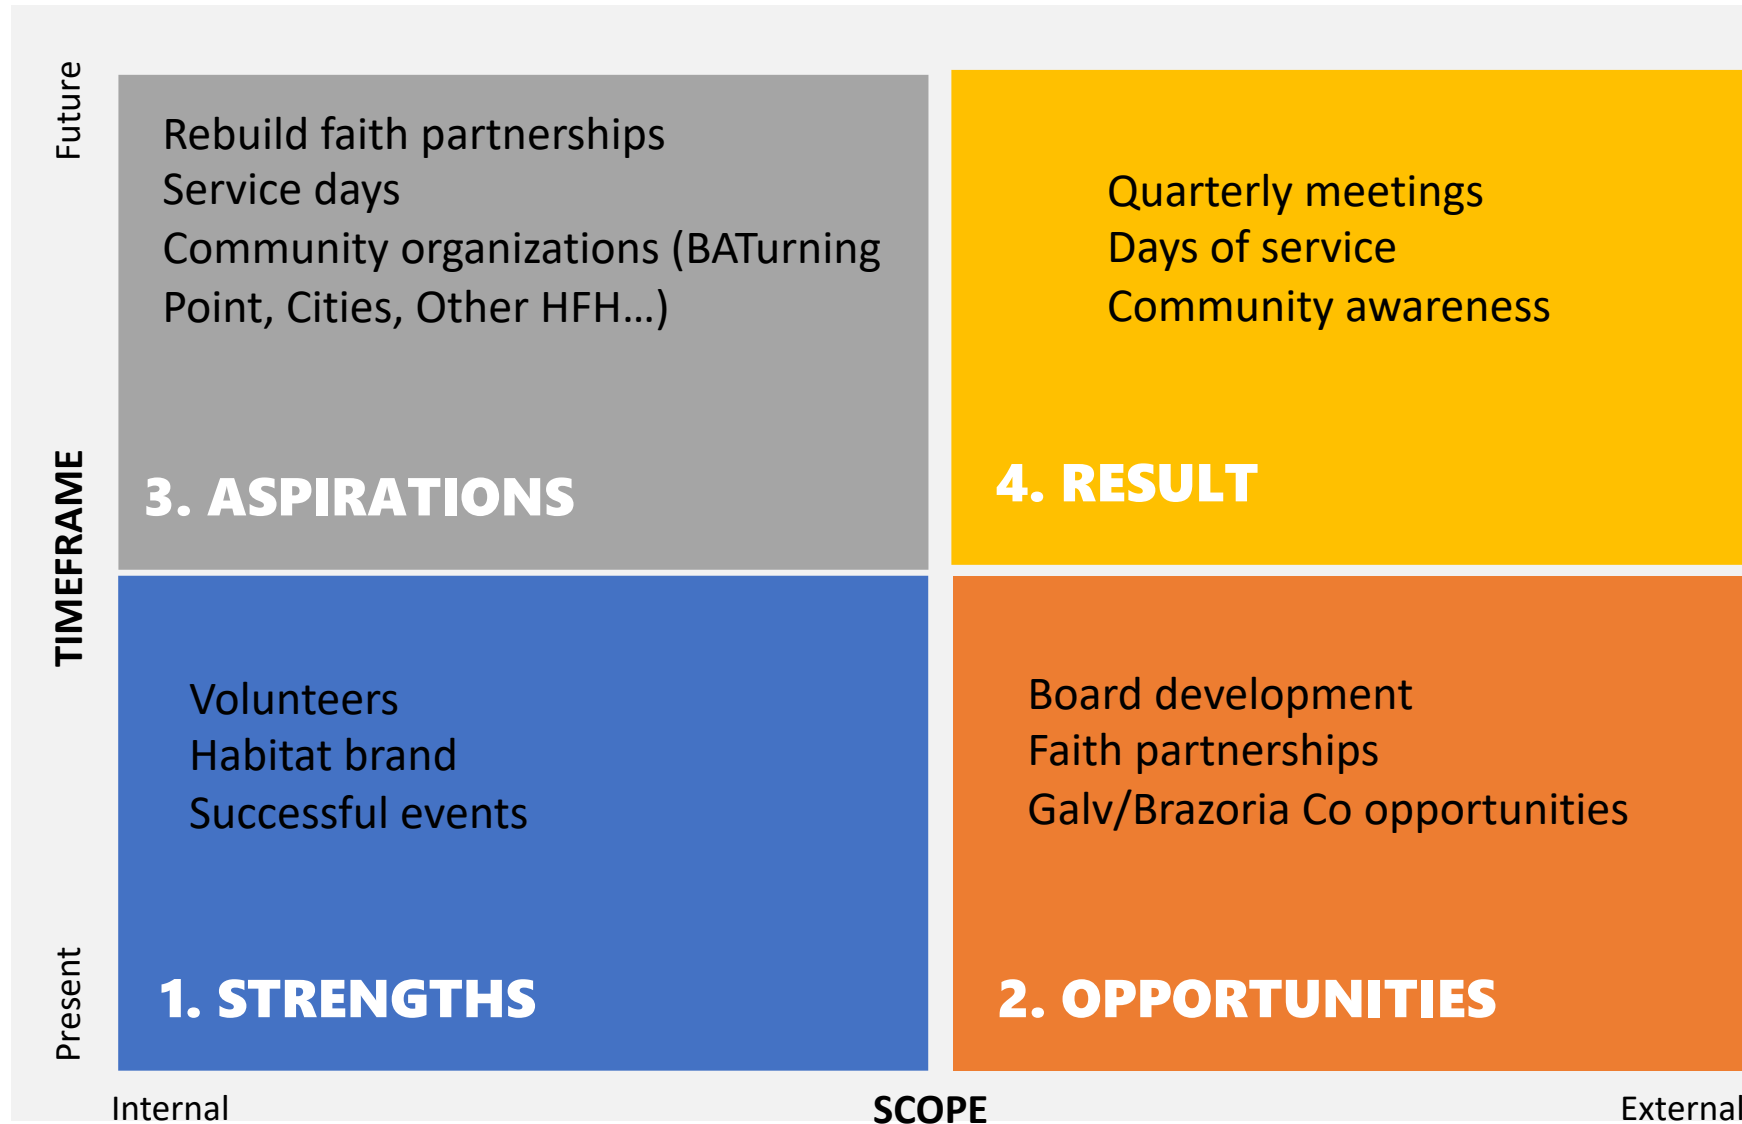 Future
Rebuild faith partnerships
Service days
Community organizations (BATurning
Point, Cities, Other HFH...)
3. ASPIRATIONS
Quarterly meetings
Days of service
Community awareness
4. RESULT
TIMEFRAME
Volunteers
Habitat brand
Successful events
1. STRENGTHS
Board development
Faith partnerships
Galv/Brazoria Co opportunities
2. OPPORTUNITIES
Present
Internal
SCOPE
External